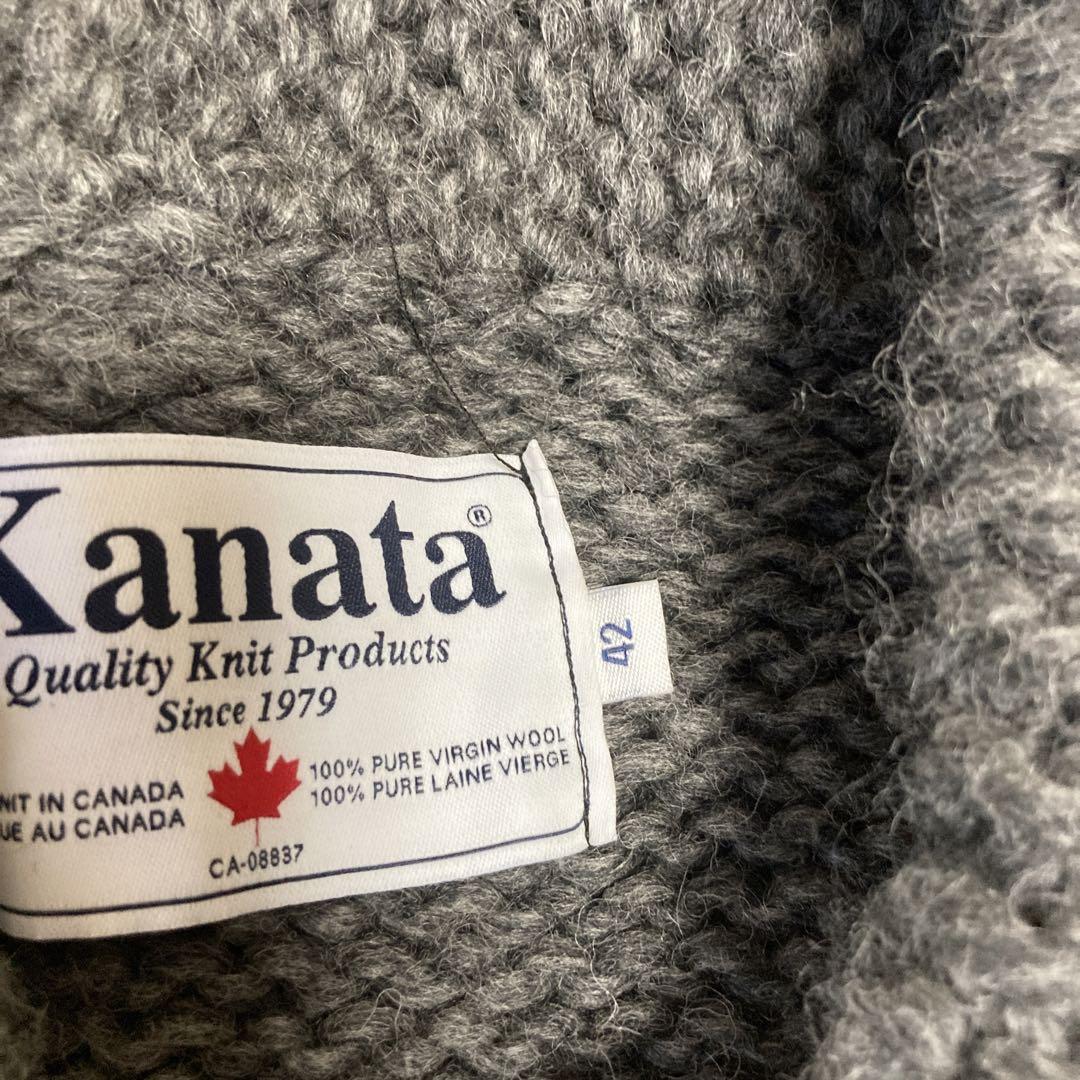 Kanata®
Quality Knit Products
Since 1979
NIT IN CANADA
UE AU CANADA
100% PURE VIRGIN WOOL
100% PURE LAINE VIERGE
CA-08837
42